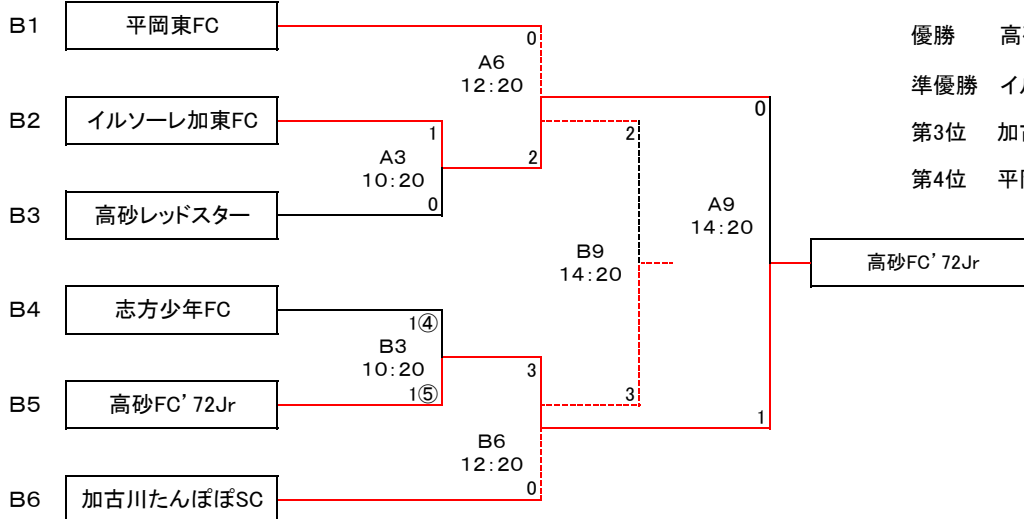 B1 平岡東FC
0
A6
12:20
優勝 高
準優勝 イ
B2 イルソーレ加東FC
1
2
0
第3位 加
A3
10:20
2
第4位 平
B3 高砂レッドスター
0
A9
14:20
B9
14:20
高砂FC'72Jr
B4 志方少年FC
1④
B3
10:20
3
1⑤
B5 高砂FC'72Jr
3
1
B6
12:20
0
B6 加古川たんぽぽSC